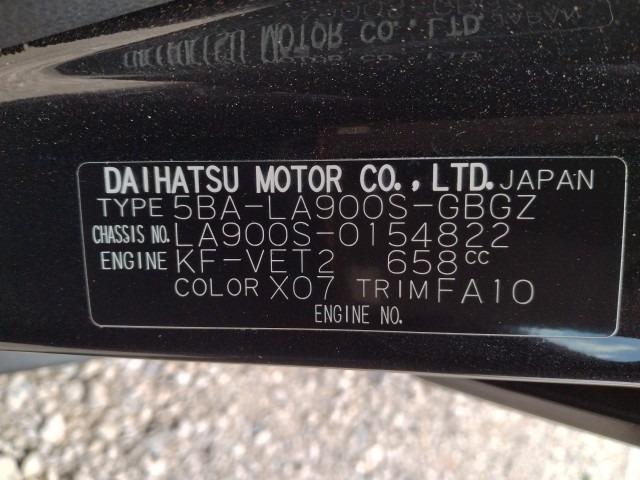 DAIHATSU MOTOR CO., LTD. JAPAN
TYPE 5BA-LA900S-GBGZ
CHASSIS NO. LA900S-0154822
ENGINE KF-VET2 658cc
COLOR X07 TRIM FA10
ENGINE NO.